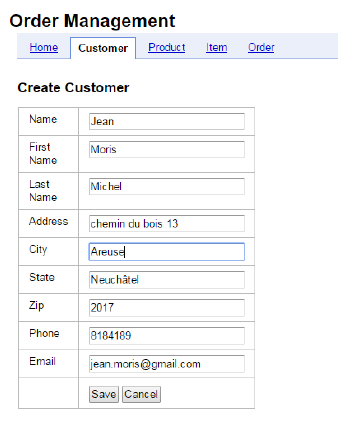 Order Management
Home Customer Product Item Order
Create Customer
Name Jean
First Name Moris
Last Name Michel
Address chemin du bois 13
City Areuse
State Neuchâtel
Zip 2017
Phone 8184189
Email jean.moris@gmail.com
Save Cancel